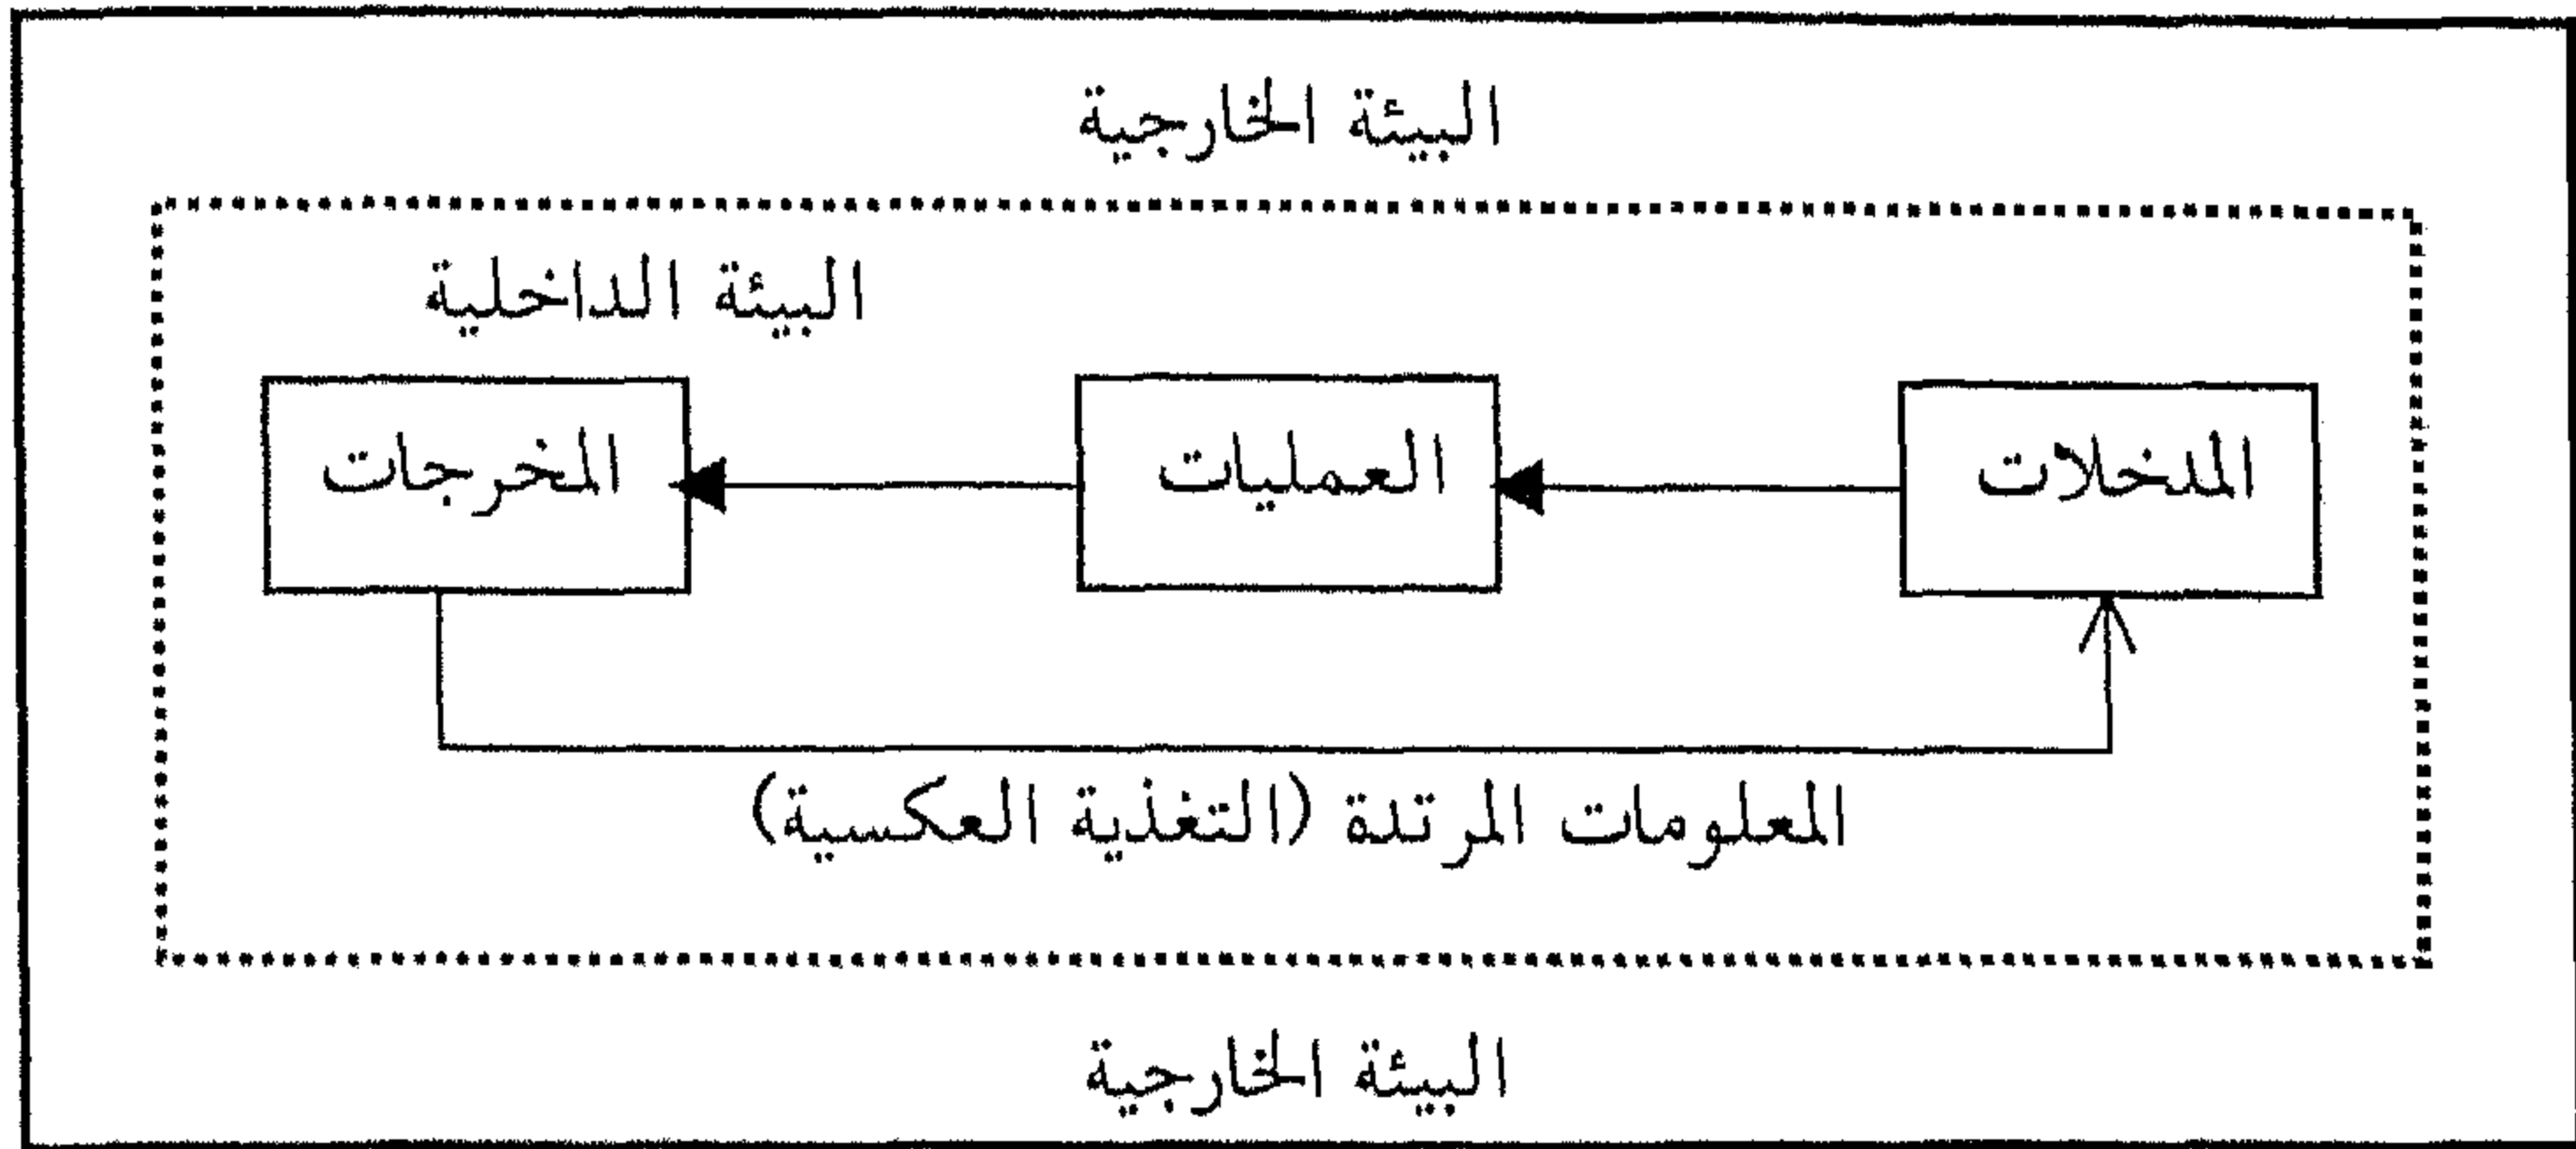 البيئة الخارجية
البيئة الداخلية
المدخلات
العمليات
المخرجات
المعلومات المرتدة (التغذية العكسية)
البيئة الخارجية